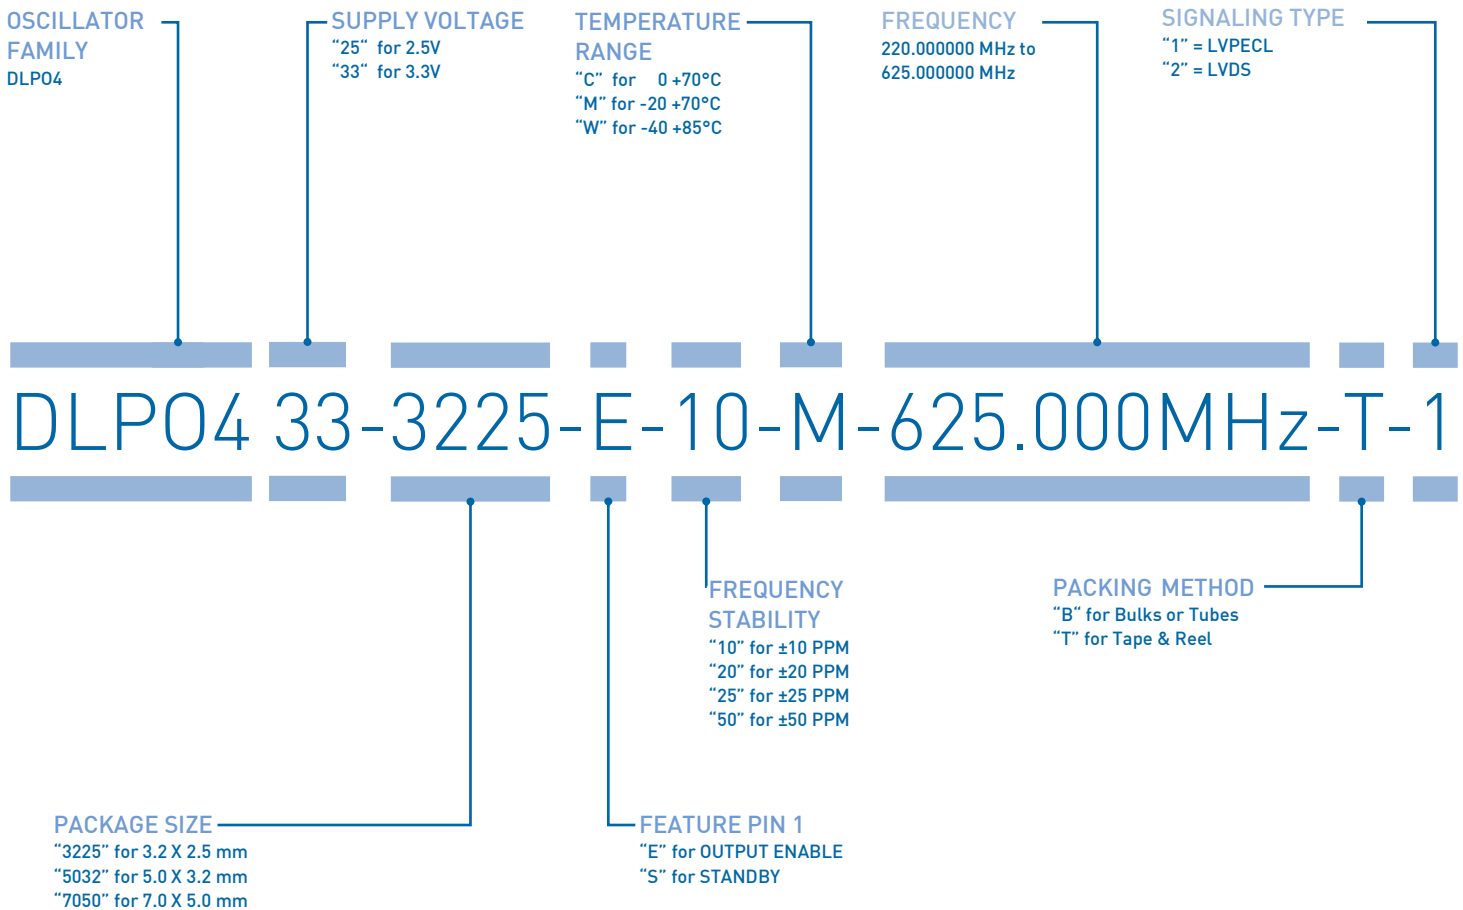 OSCILLATOR
FAMILY
DLPO4
SUPPLY VOLTAGE
“25“ for 2.5V
“33“ for 3.3V
TEMPERATURE
RANGE
“C” for 0 +70°C
“M” for -20 +70°C
“W” for -40 +85°C
FREQUENCY
220.000000 MHz to
625.000000 MHz
SIGNALING TYPE
“1” = LVPECL
“2” = LVDS
DLPO4 33-3225-E-10-M-625.000MHz-T-1
FREQUENCY
STABILITY
“10” for ±10 PPM
“20” for ±20 PPM
“25” for ±25 PPM
“50” for ±50 PPM
PACKING METHOD
“B“ for Bulks or Tubes
“T” for Tape & Reel
PACKAGE SIZE
“3225” for 3.2 X 2.5 mm
“5032” for 5.0 X 3.2 mm
“7050” for 7.0 X 5.0 mm
FEATURE PIN 1
“E” for OUTPUT ENABLE
“S” for STANDBY